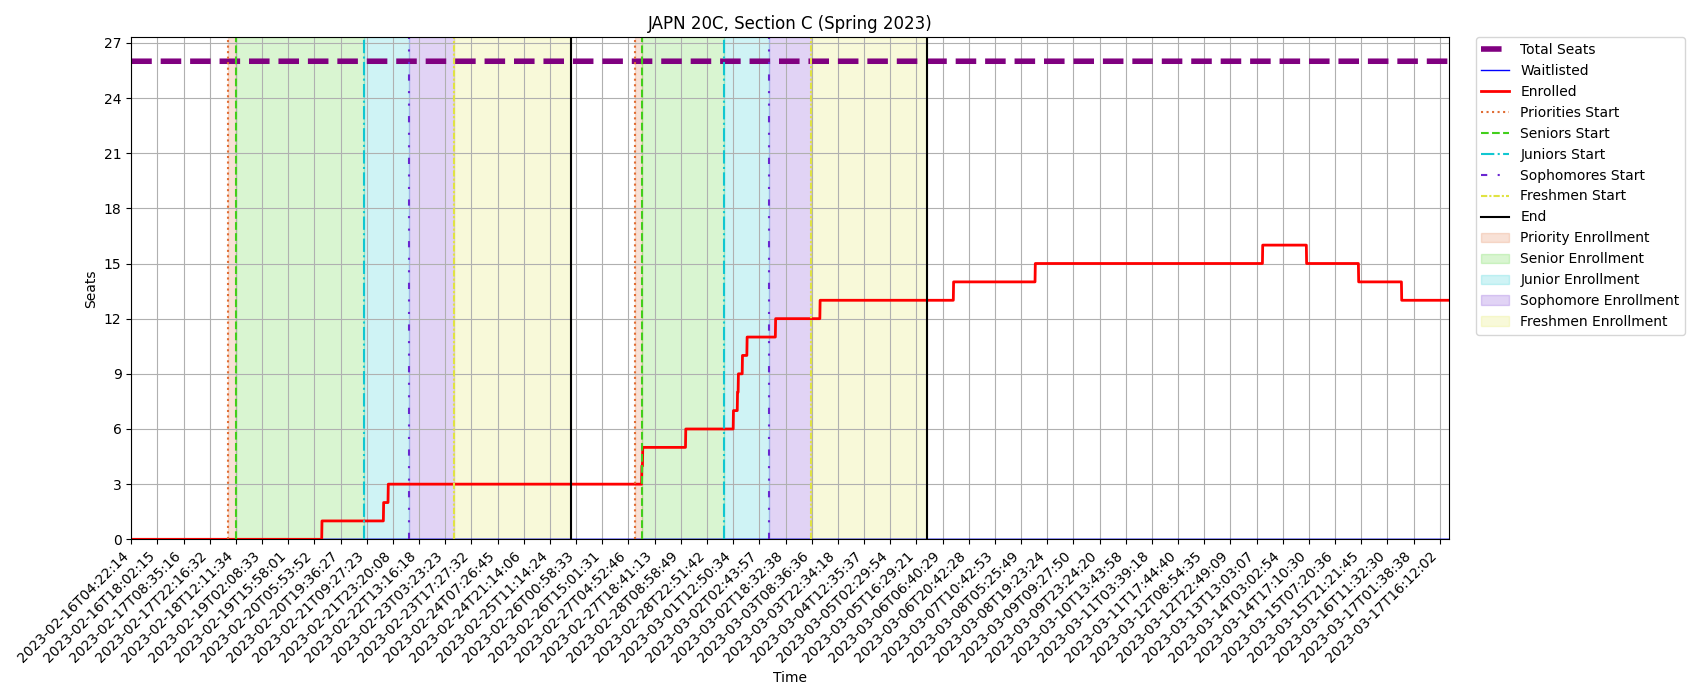 JAPN 20C, Section C (Spring 2023)
27
24
21
18
15
12
9
6
3
0
Seats
2023-02-16T04:22:14
2023-02-16T18:02:15
2023-02-17T08:35:16
2023-02-17T22:16:32
2023-02-18T12:11:34
2023-02-19T02:08:33
2023-02-19T15:58:01
2023-02-20T05:53:52
2023-02-20T19:36:27
2023-02-21T09:27:23
2023-02-21T23:20:08
2023-02-22T13:16:18
2023-02-23T03:23:23
2023-02-23T17:27:32
2023-02-24T07:26:45
2023-02-24T21:14:06
2023-02-25T11:14:24
2023-02-26T00:58:33
2023-02-26T15:01:31
2023-02-27T04:52:46
2023-02-27T18:41:13
2023-02-28T08:58:49
2023-02-28T22:51:42
2023-03-01T12:50:34
2023-03-02T02:43:57
2023-03-02T18:32:38
2023-03-03T08:36:36
2023-03-03T22:34:18
2023-03-04T12:35:37
2023-03-05T02:29:54
2023-03-05T16:29:21
2023-03-06T06:40:29
2023-03-06T20:42:28
2023-03-07T10:42:53
2023-03-08T05:25:49
2023-03-08T19:23:24
2023-03-09T09:27:50
2023-03-09T23:24:20
2023-03-10T13:43:58
2023-03-11T03:39:18
2023-03-11T17:44:40
2023-03-12T08:54:35
2023-03-12T22:49:09
2023-03-13T13:03:07
2023-03-14T03:02:54
2023-03-14T17:10:30
2023-03-15T07:20:36
2023-03-15T21:21:45
2023-03-16T11:32:30
2023-03-17T01:38:38
2023-03-17T16:12:02
Time
Total Seats
Waitlisted
Enrolled
Priorities Start
Seniors Start
Juniors Start
Sophomores Start
Freshmen Start
End
Priority Enrollment
Senior Enrollment
Junior Enrollment
Sophomore Enrollment
Freshmen Enrollment